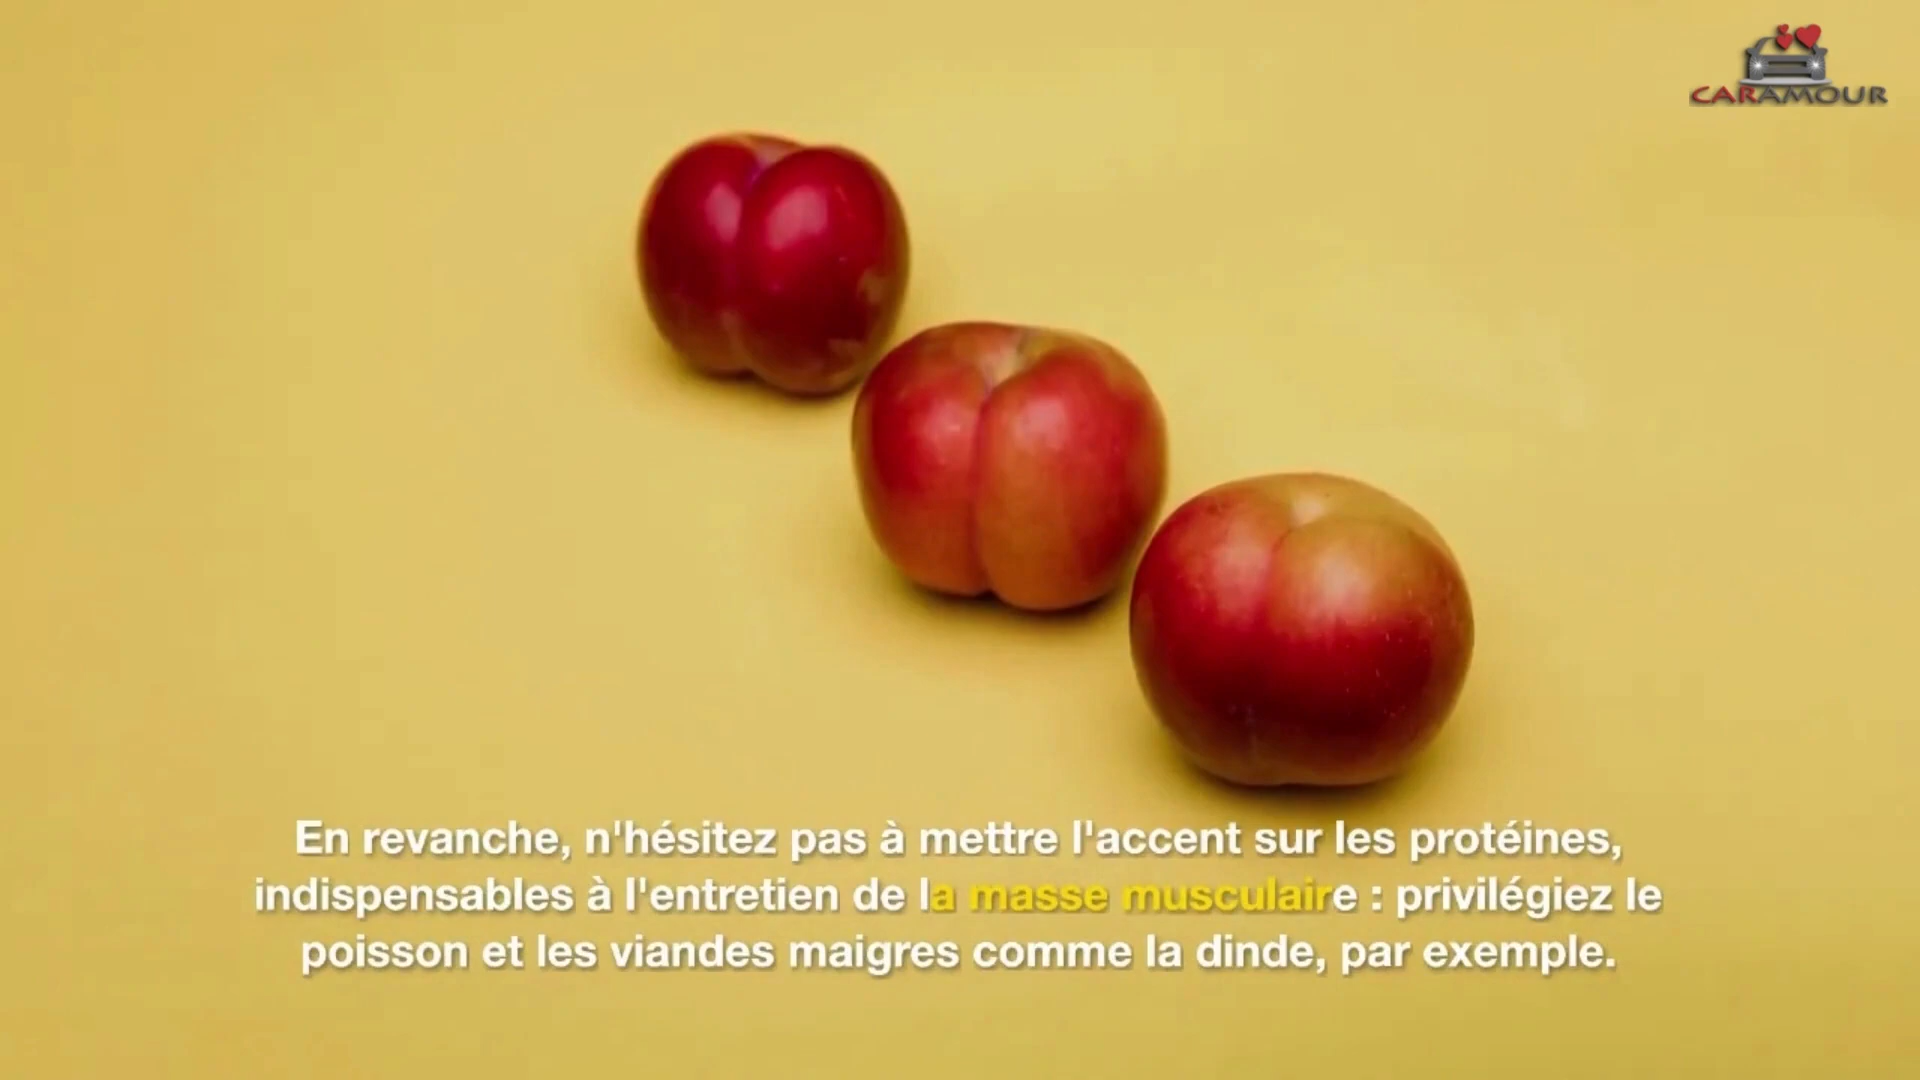 CARAMOUR
En revanche, n'hésitez pas à mettre l'accent sur les protéines,
indispensables à l'entretien de la masse musculaire : privilégiez le
poisson et les viandes maigres comme la dinde, par exemple.